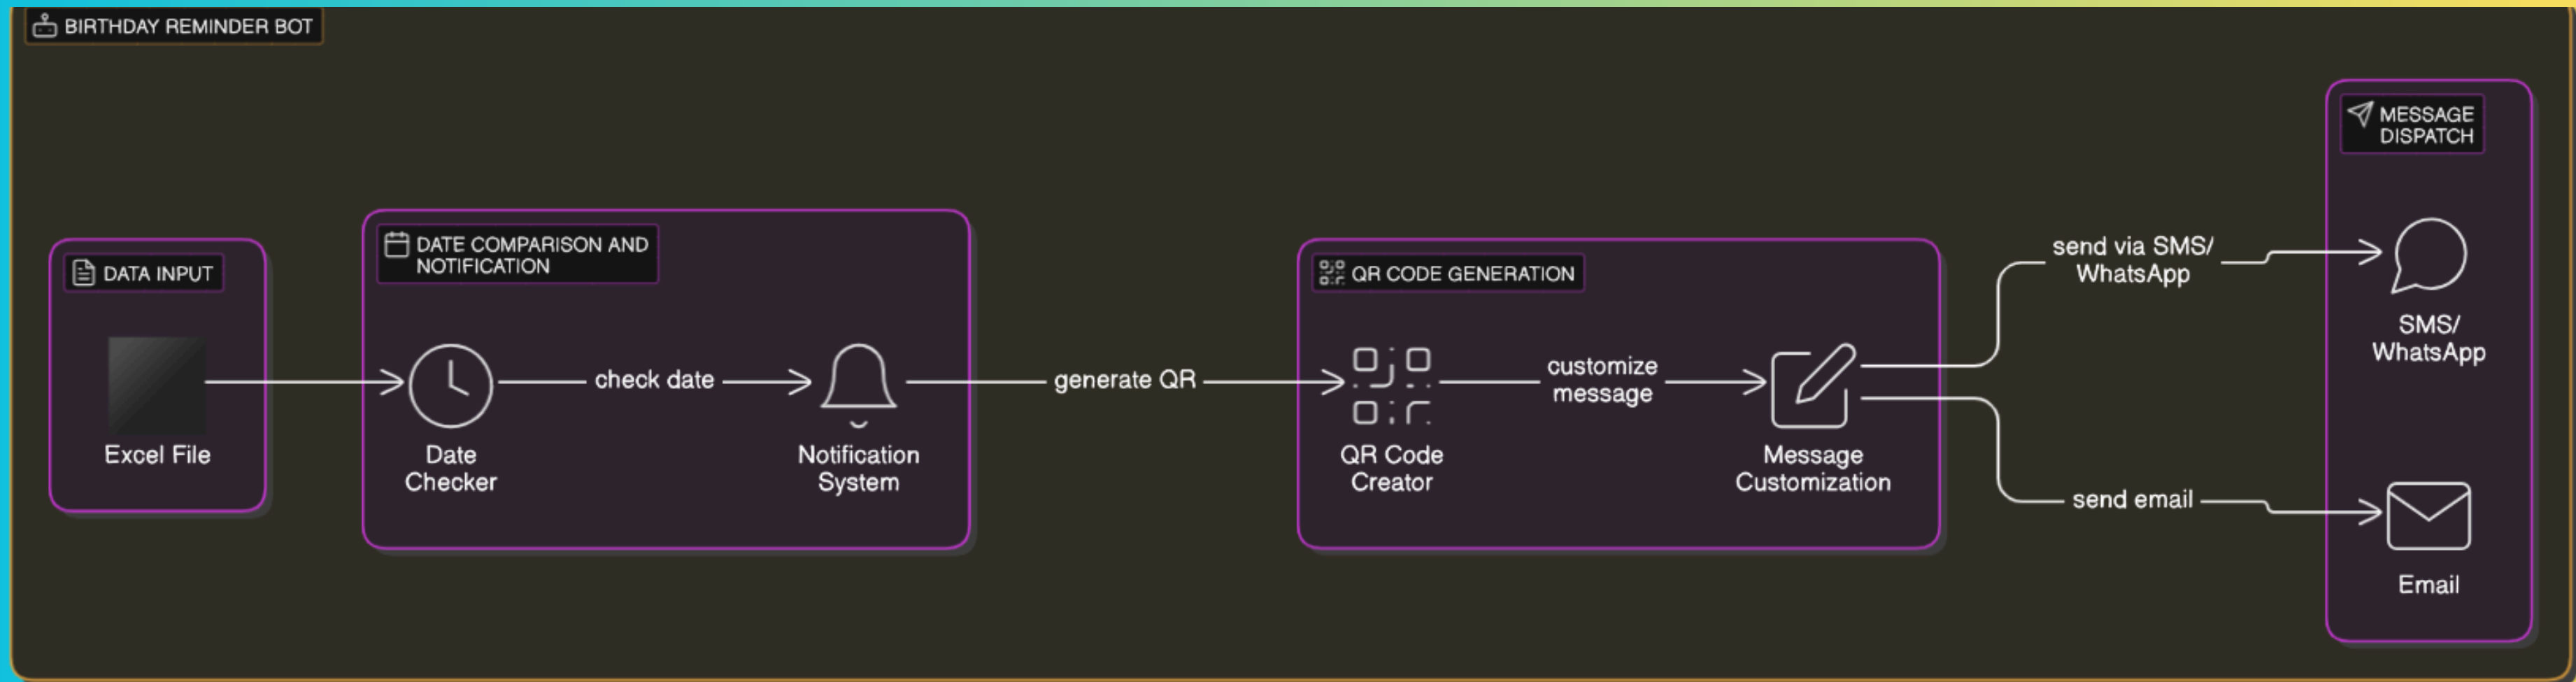 BIRTHDAY REMINDER BOT
DATA INPUT
Excel File
DATE COMPARISON AND
NOTIFICATION
Date
Checker
check date
Notification
System
generate QR
QR CODE GENERATION
QR Code
Creator
customize
message
Message
Customization
send via SMS/
WhatsApp
send email
MESSAGE
DISPATCH
SMS/
WhatsApp
Email